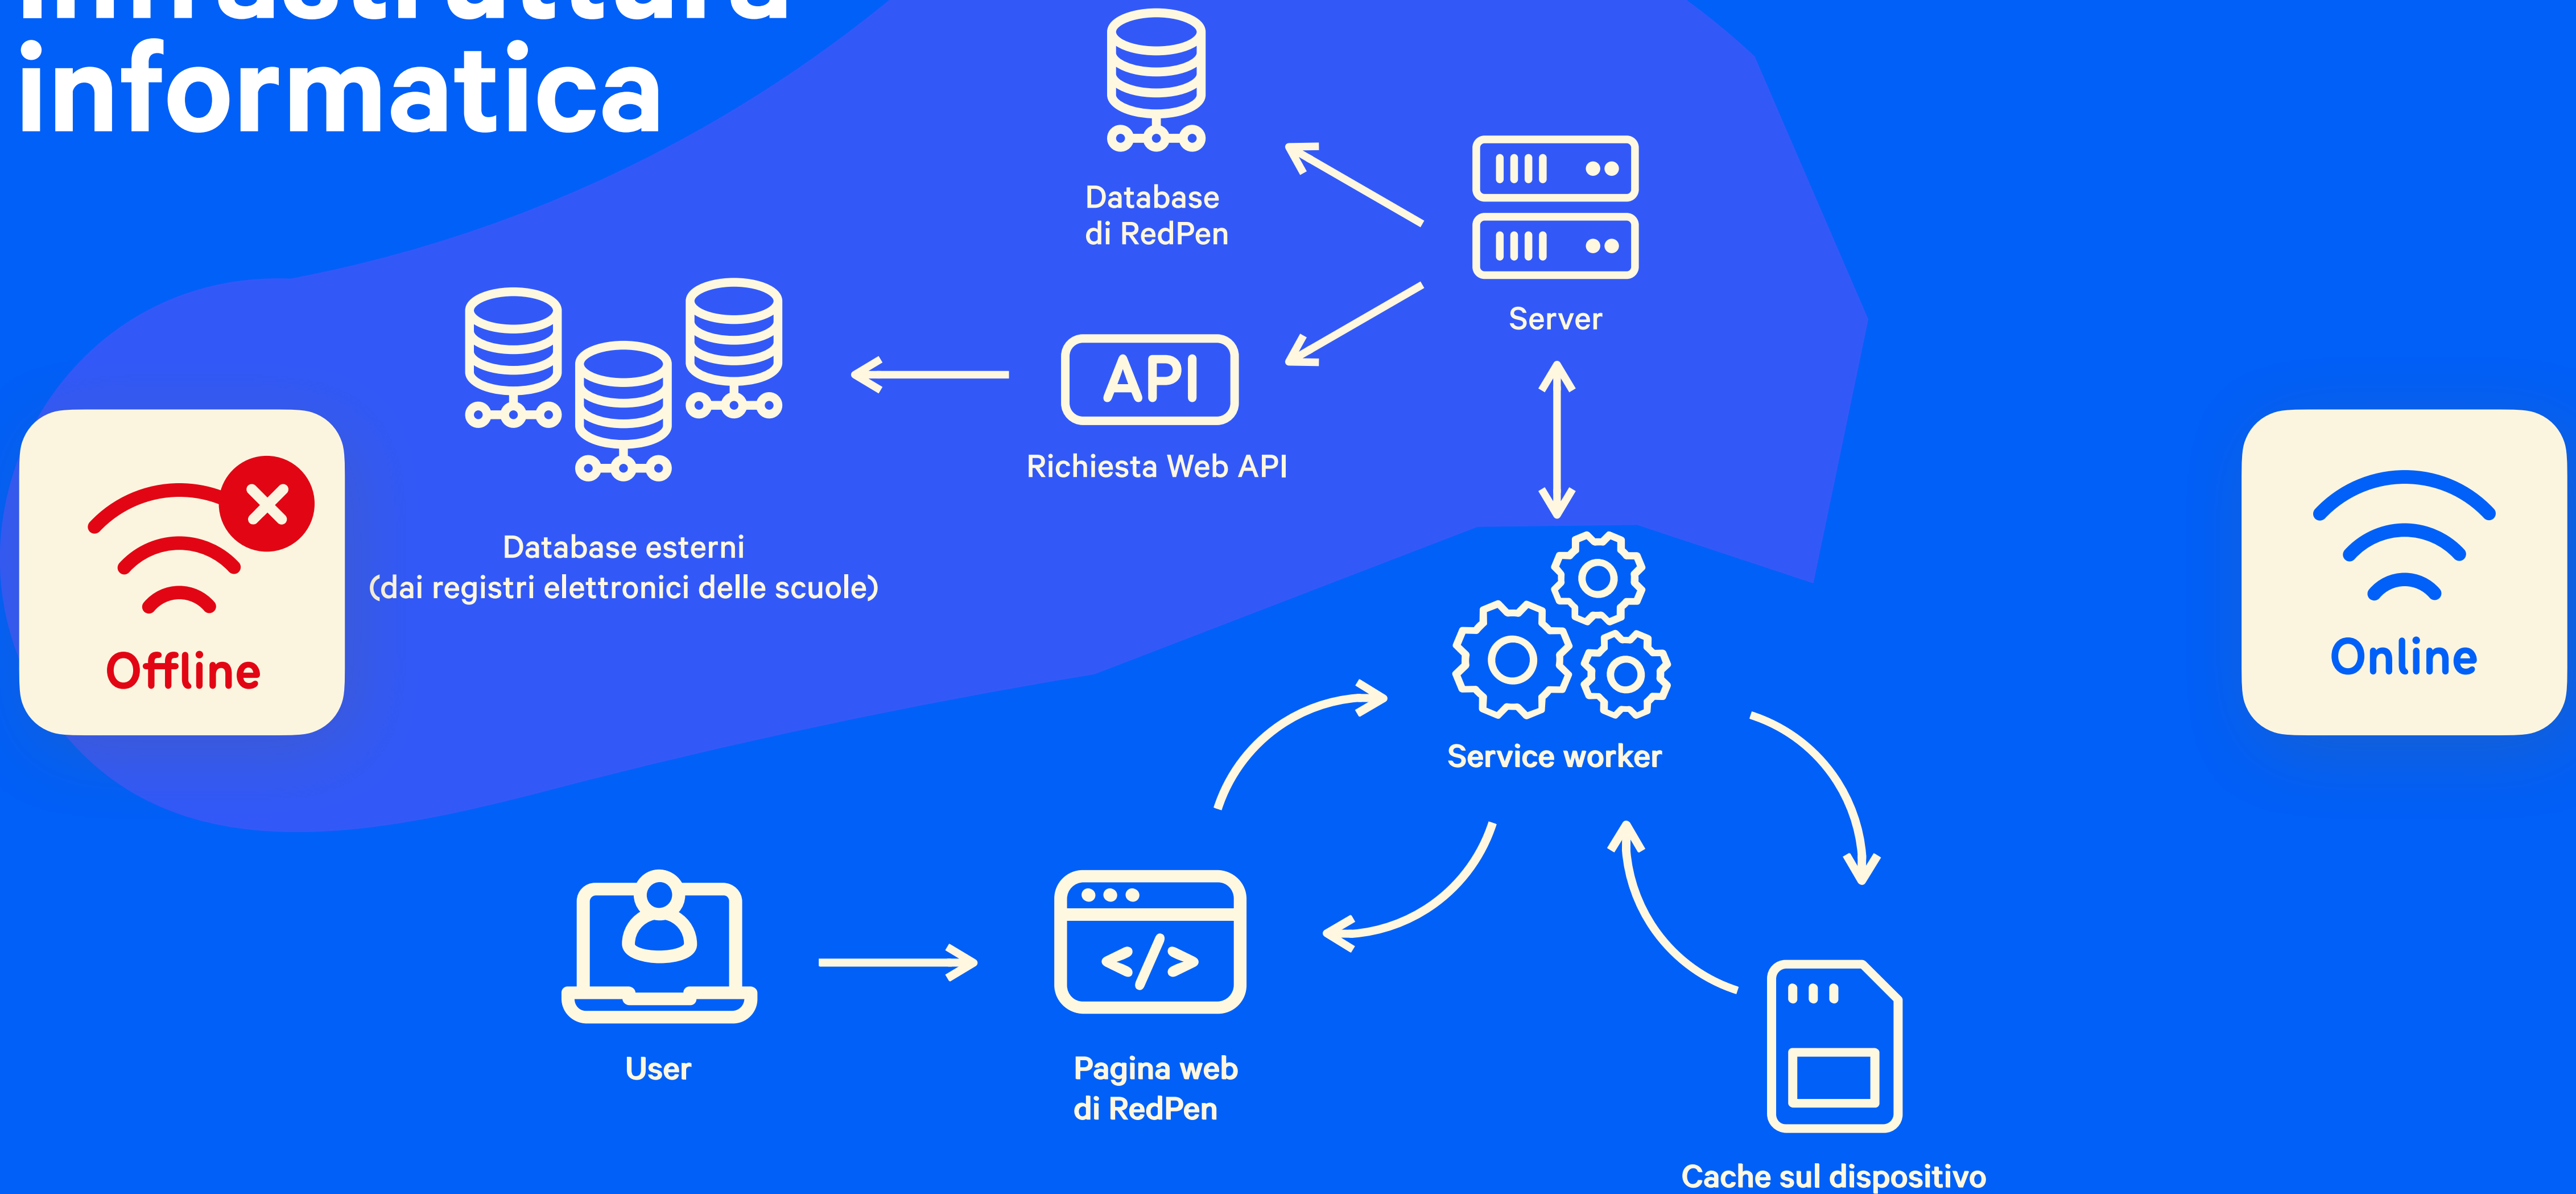 infrastruttura
informatica
Database
di RedPen
Server
API
Richiesta Web API
Database esterni
(dai registri elettronici delle scuole)
Offline
Online
Service worker
User
Pagina web
di RedPen
Cache sul dispositivo